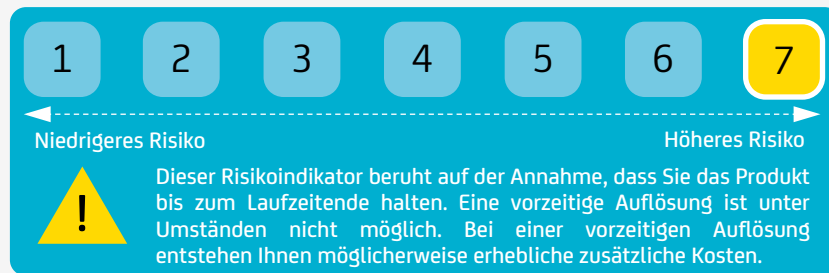 1 2 3 4 5 6 7
Niedrigeres Risiko Höheres Risiko
! Dieser Risikoindikator beruht auf der Annahme, dass Sie das Produkt
bis zum Laufzeitende halten. Eine vorzeitige Auflösung ist unter
Umständen nicht möglich. Bei einer vorzeitigen Auflösung
entstehen Ihnen möglicherweise erhebliche zusätzliche Kosten.